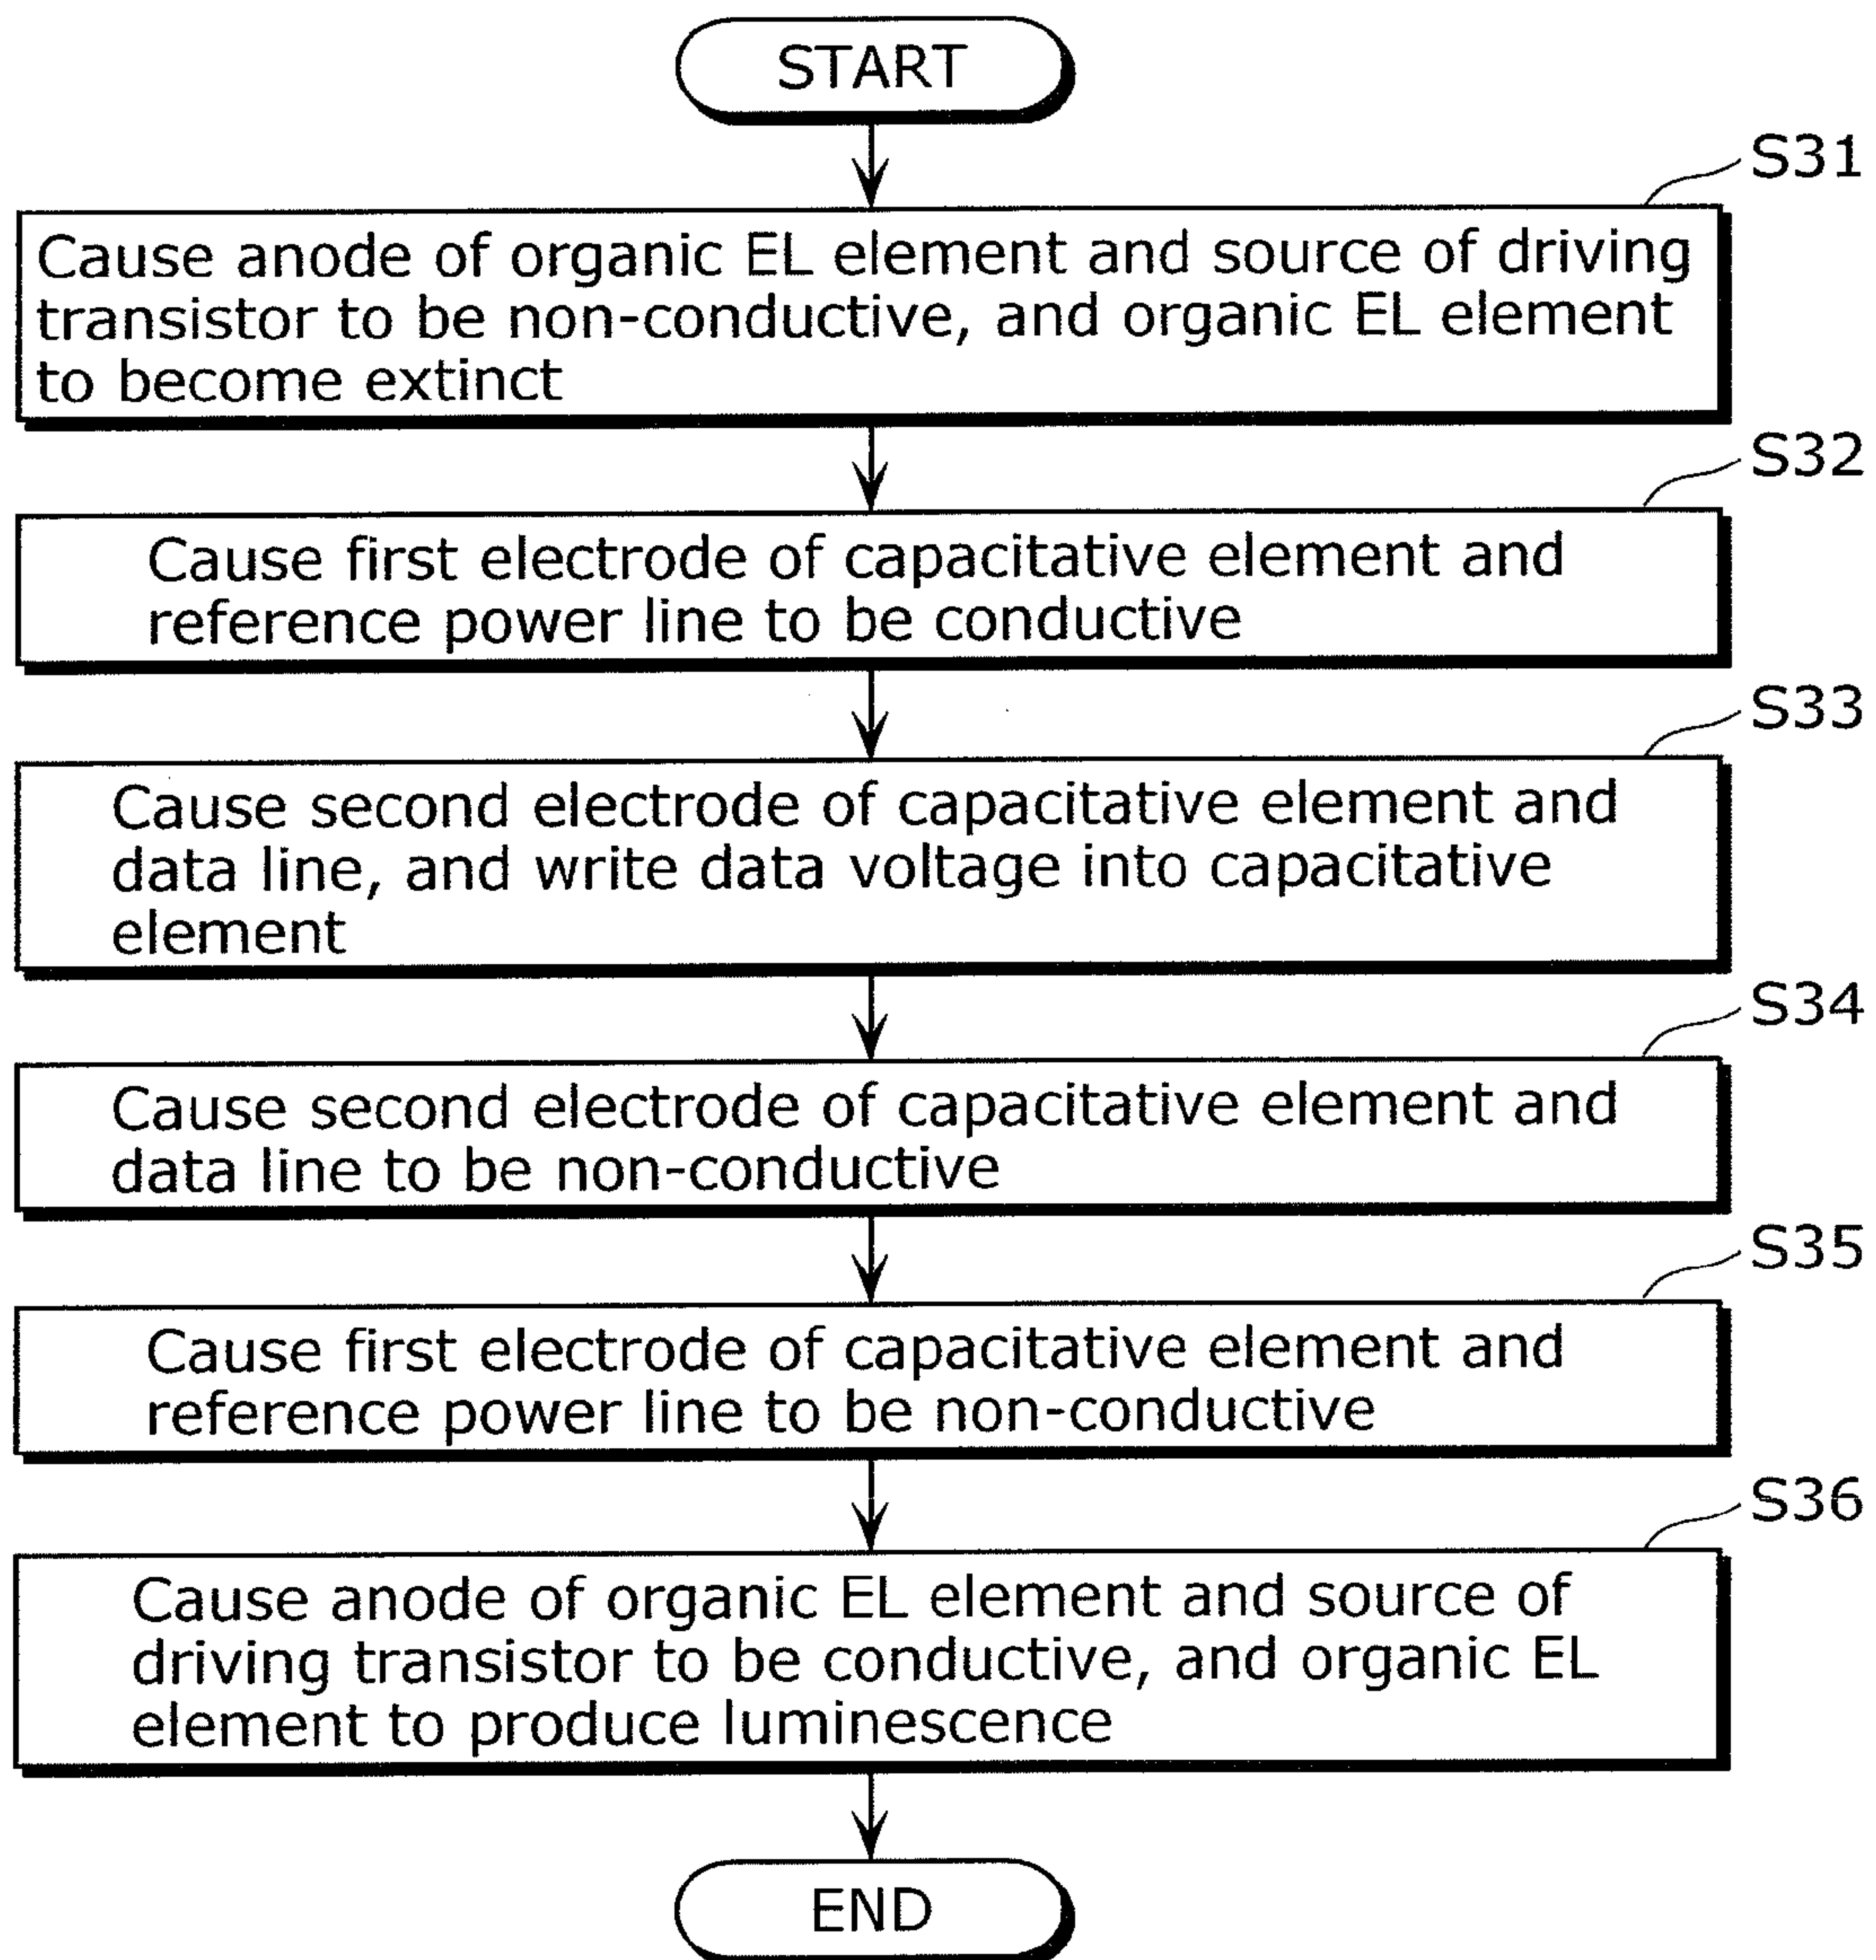 START
S31
Cause anode of organic EL element and source of driving
transistor to be non-conductive, and organic EL element
to become extinct
S32
Cause first electrode of capacitative element and
reference power line to be conductive
S33
Cause second electrode of capacitative element and
data line, and write data voltage into capacitative
element
S34
Cause second electrode of capacitative element and
data line to be non-conductive
S35
Cause first electrode of capacitative element and
reference power line to be non-conductive
S36
Cause anode of organic EL element and source of
driving transistor to be conductive, and organic EL
element to produce luminescence
END